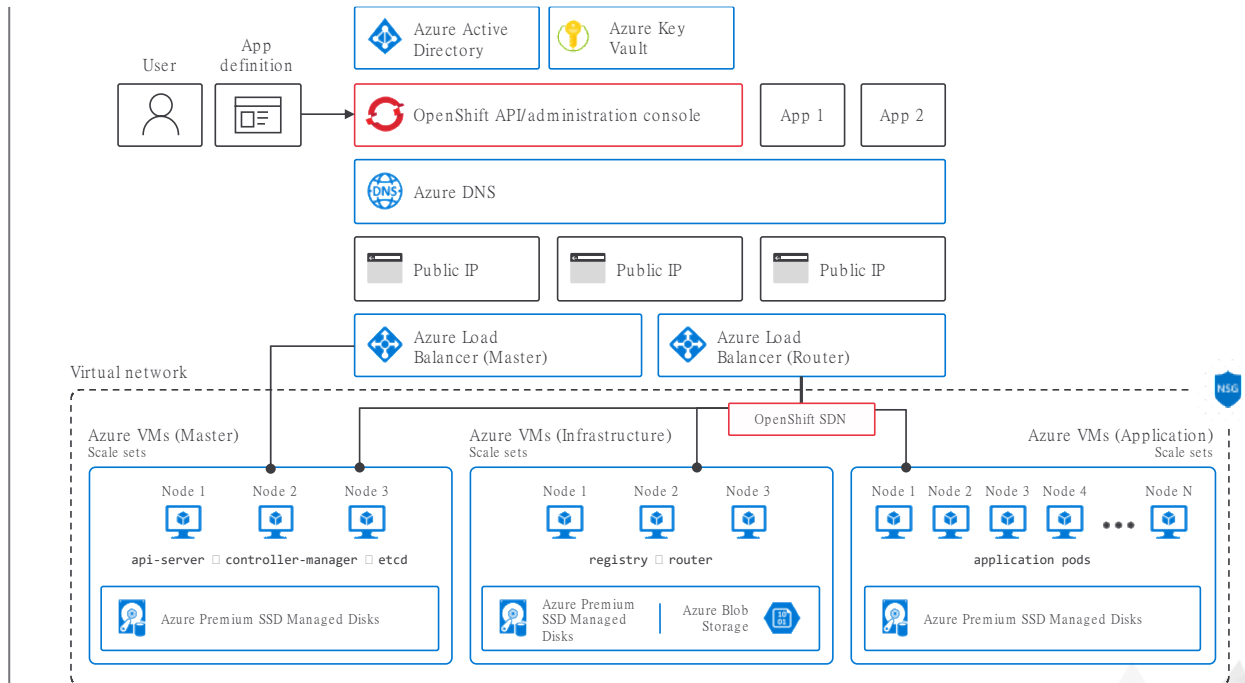 Azure Active
Directory
Azure Key
Vault
User
App
definition
OpenShift API/administration console
App 1
App 2
DNS
Azure DNS
Public IP
Public IP
Public IP
Azure Load
Balancer (Master)
Azure Load
Balancer (Router)
Virtual network
NSG
OpenShift SDN
Azure VMs (Master)
Scale sets
Azure VMs (Infrastructure)
Scale sets
Azure VMs (Application)
Scale sets
Node 1
Node 2
Node 3
api-server □ controller-manager □ etcd
Azure Premium SSD Managed Disks
Node 1
Node 2
Node 3
registry □ router
Azure Premium
SSD Managed
Disks
Azure Blob
Storage
10
01
Node 1
Node 2
Node 3
Node 4
Node N
application pods
Azure Premium SSD Managed Disks